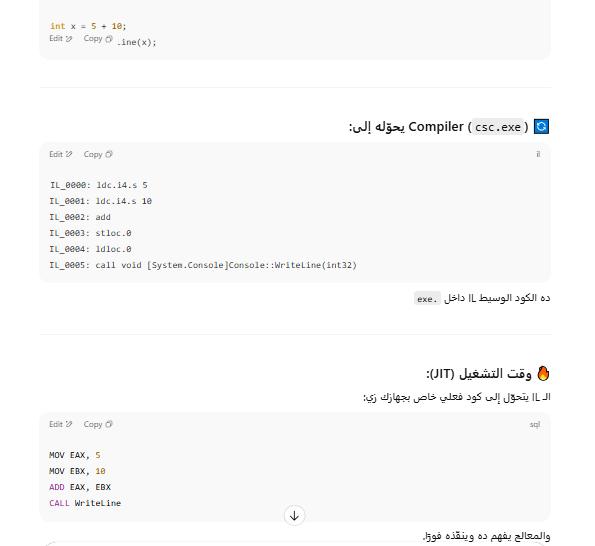 int x = 5 + 10;
Edit Copy .ine(x);
🔄 Compiler (csc.exe) يحوّله إلى:
Edit Copy il
IL_0000: ldc.i4.s 5
IL_0001: ldc.i4.s 10
IL_0002: add
IL_0003: stloc.0
IL_0004: ldloc.0
IL_0005: call void [System.Console]Console::WriteLine(int32)
ده الكود الوسيط IL داخل .exe
🔥 وقت التشغيل (JIT):
الـ IL يتحوّل إلى كود فعلي خاص بجهازك زي:
Edit Copy sql
MOV EAX, 5
MOV EBX, 10
ADD EAX, EBX
CALL WriteLine
والمعالج يفهم ده وينفّذه فورًا.